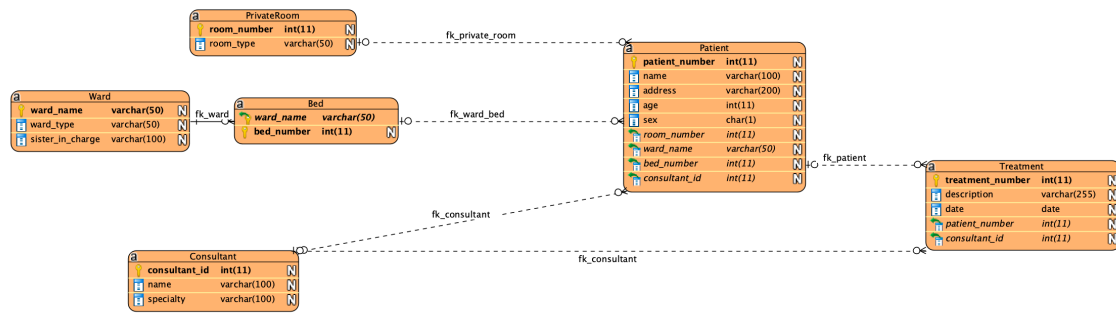 PrivateRoom
room_number int(11) N
room_type varchar(50) N
fk_private_room
Patient
patient_number int(11) N
name varchar(100) N
address varchar(200) N
age int(11) N
sex char(1) N
room_number int(11) N
ward_name varchar(50) N
bed_number int(11) N
consultant_id int(11) N
Ward
ward_name varchar(50) N
ward_type varchar(50) N
sister_in_charge varchar(100) N
fk_ward
Bed
ward_name varchar(50)
bed_number int(11) N
fk_ward_bed
fk_patient
Treatment
treatment_number int(11) N
description varchar(255) N
date date N
patient_number int(11) N
consultant_id int(11) N
fk_consultant
fk_consultant
Consultant
consultant_id int(11) N
name varchar(100) N
specialty varchar(100) N